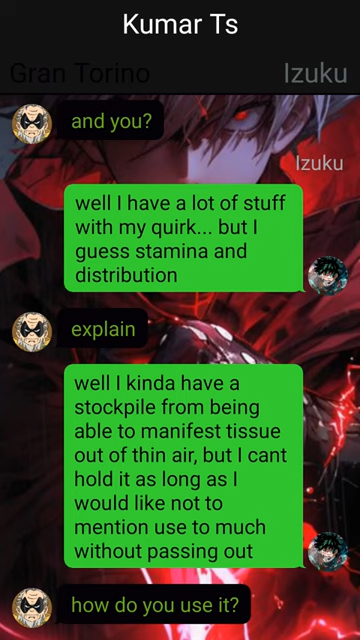 Kumar Ts
Gran Torino Izuku
and you?
Izuku
well I have a lot of stuff
with my quirk... but I
guess stamina and
distribution
explain
well I kinda have a
stockpile from being
able to manifest tissue
out of thin air, but I cant
hold it as long as I
would like not to
mention use to much
without passing out
how do you use it?